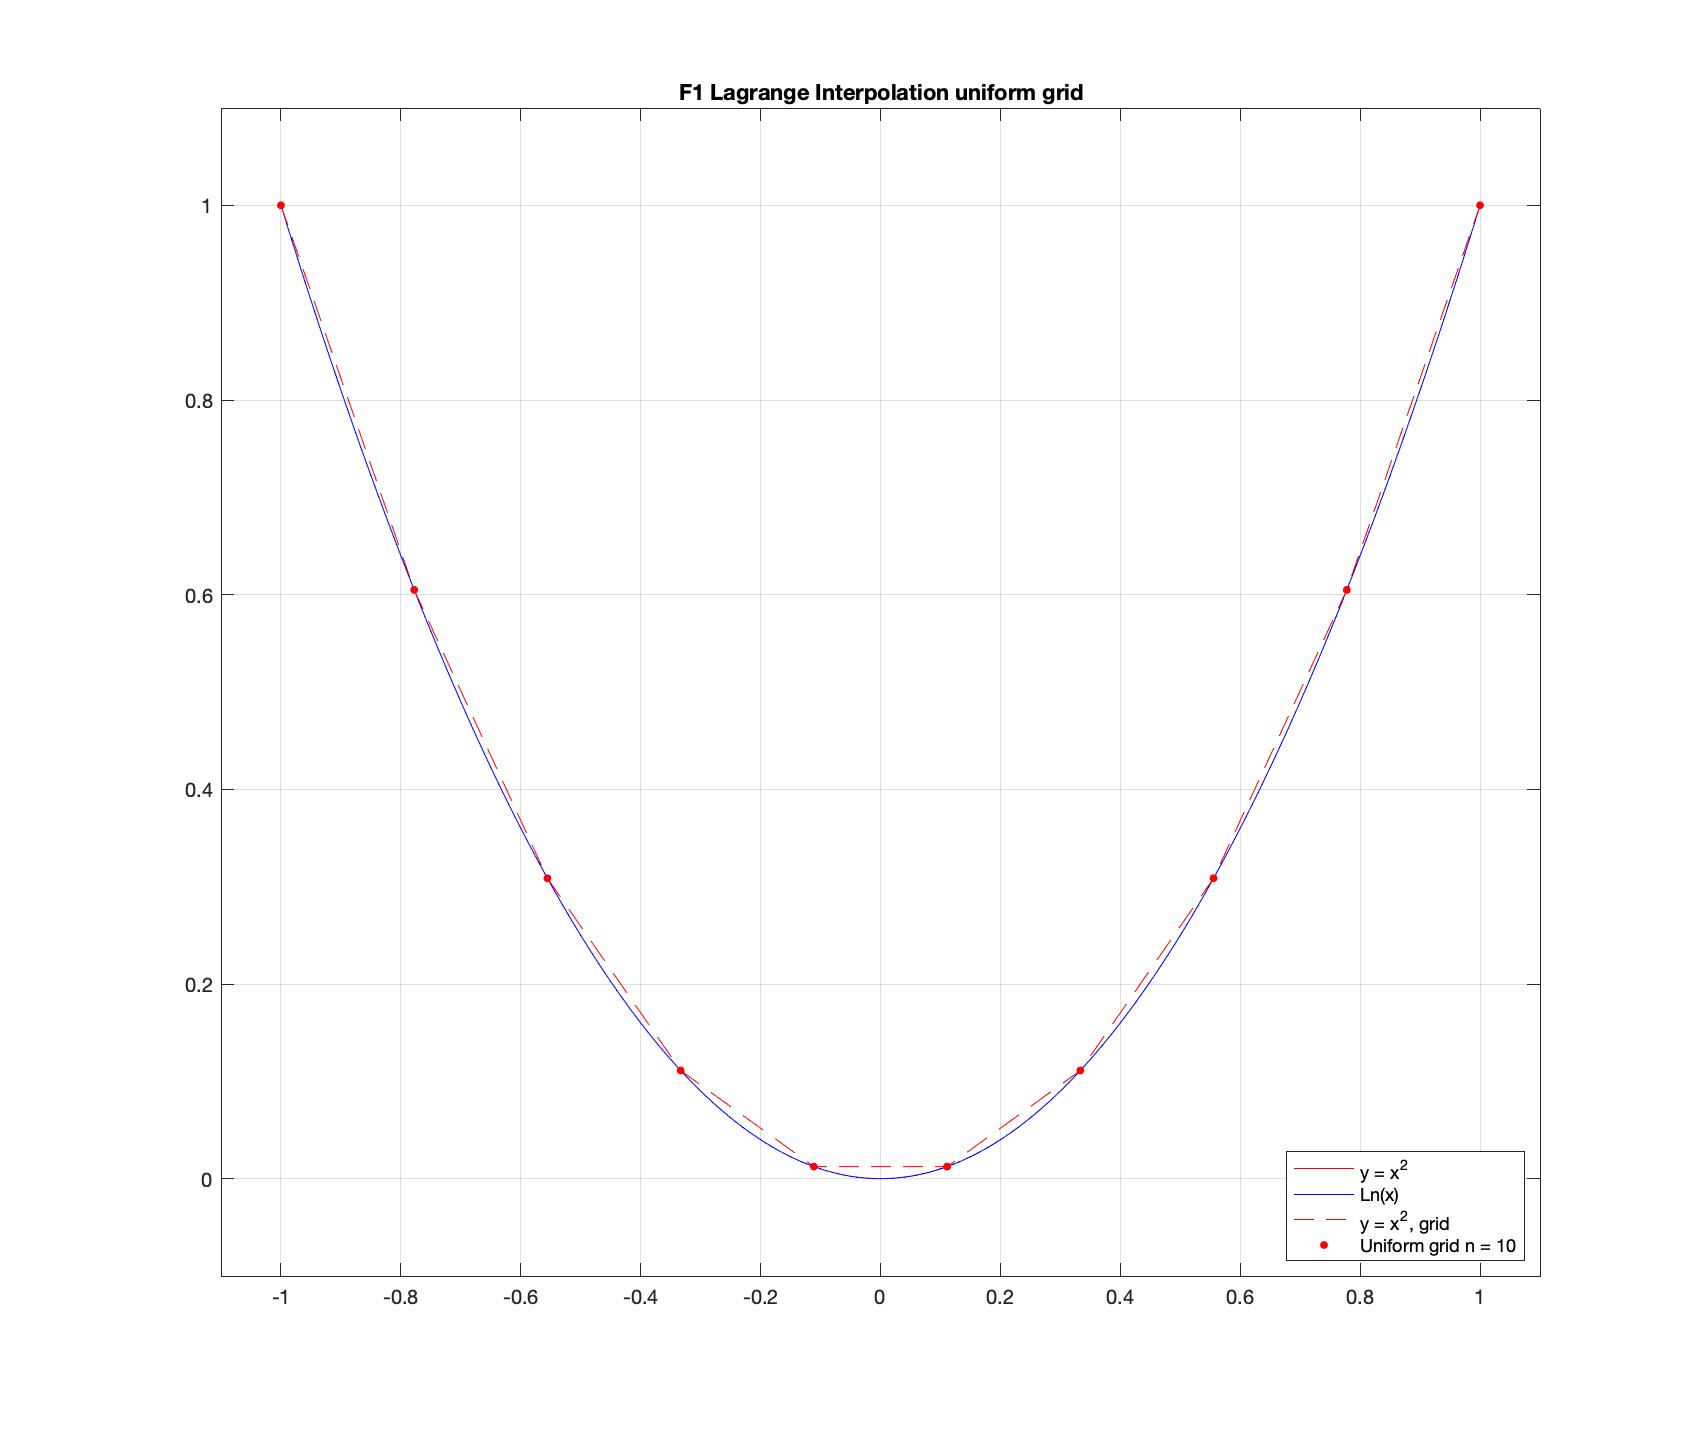 F1 Lagrange Interpolation uniform grid
1
0.8
0.6
0.4
0.2
0
-1 -0.8 -0.6 -0.4 -0.2 0 0.2 0.4 0.6 0.8 1
y = x²
Ln(x)
y = x², grid
Uniform grid n = 10